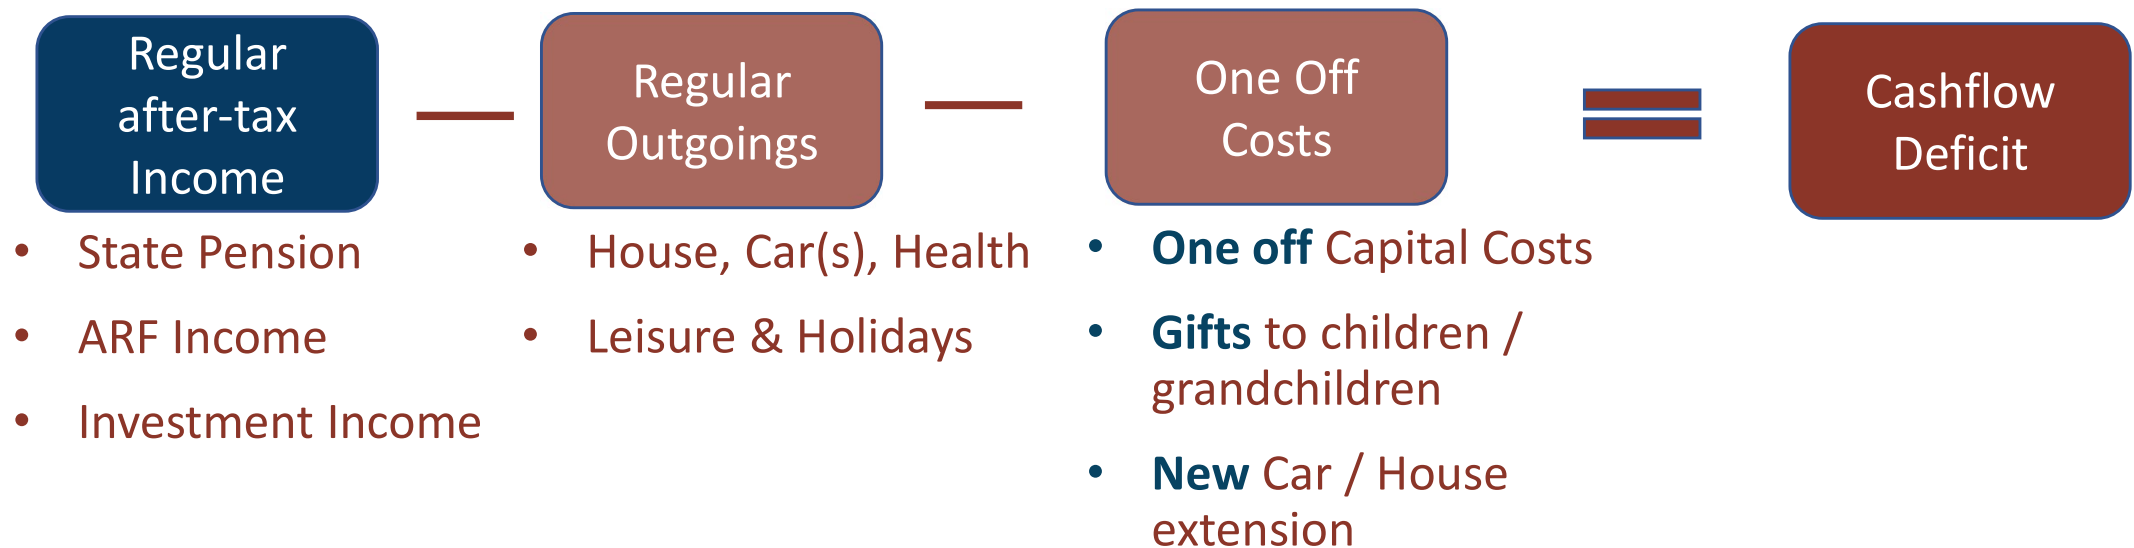 Regular
after-tax
Income
Regular
Outgoings
One Off
Costs
Cashflow
Deficit
• State Pension
• ARF Income
• Investment Income
• House, Car(s), Health
• Leisure & Holidays
• One off Capital Costs
• Gifts to children /
grandchildren
• New Car / House
extension